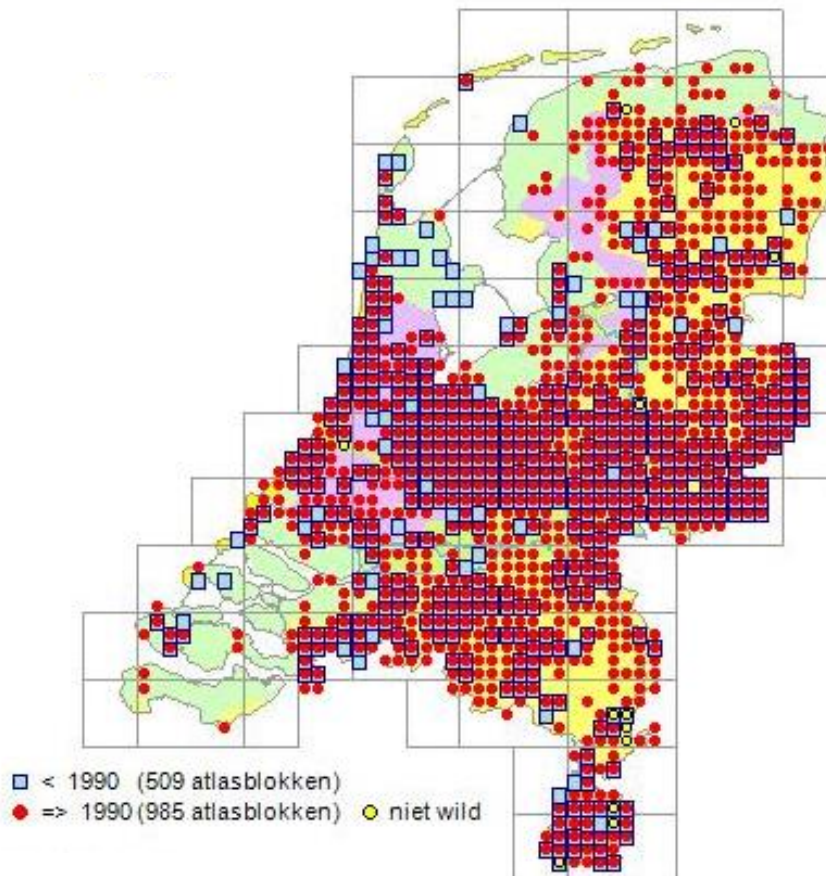 < 1990 (509 atlasblokken)
=> 1990 (985 atlasblokken) niet wild